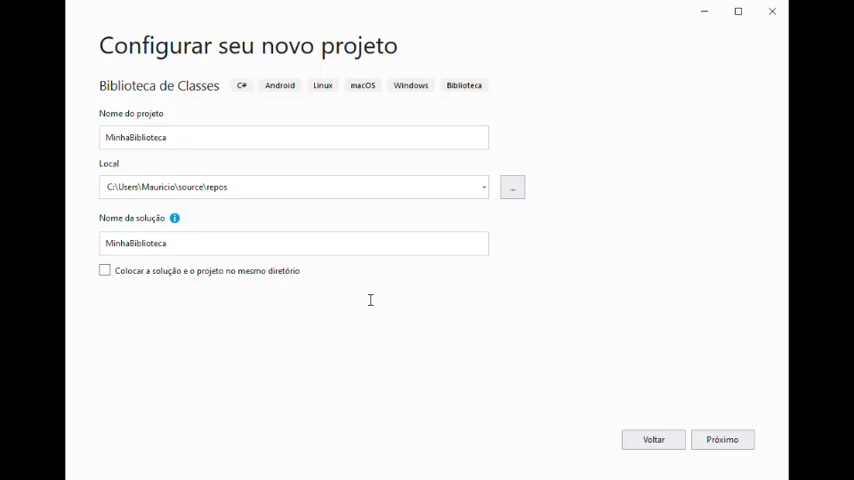 Configurar seu novo projeto
Biblioteca de Classes C# Android Linux macOS Windows Biblioteca
Nome do projeto
MinhaBiblioteca
Local
C:\Users\Mauricio\source\repos
...
Nome da solução
MinhaBiblioteca
Colocar a solução e o projeto no mesmo diretório
Voltar Próximo